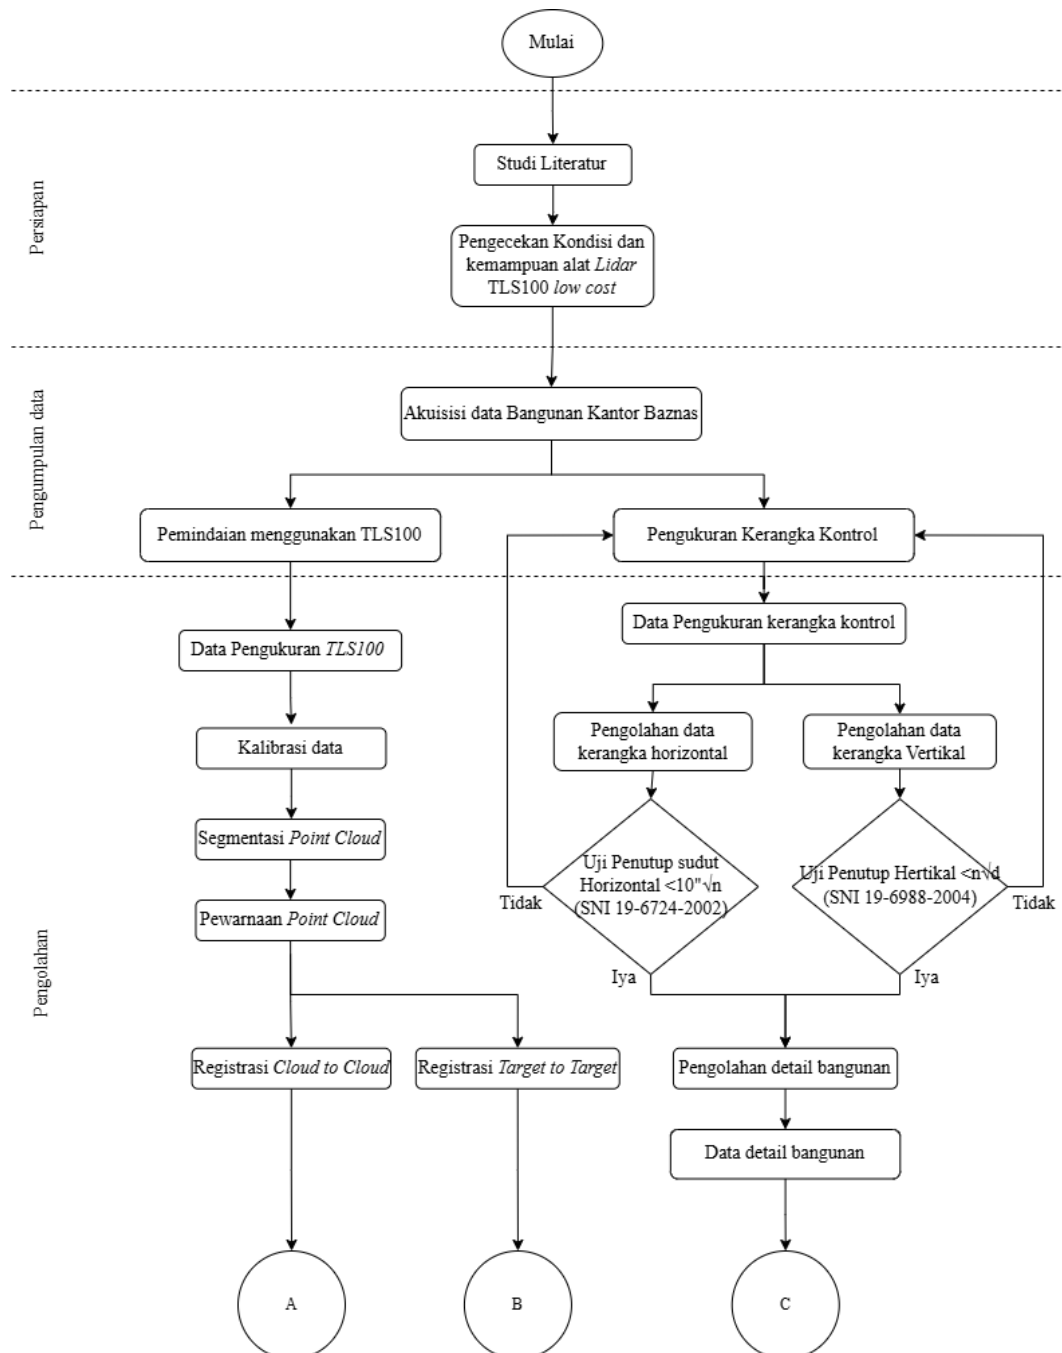 Mulai
Persiapan
Studi Literatur
Pengecekan Kondisi dan
kemampuan alat Lidar
TLS100 low cost
Pengumpulan data
Akuisisi data Bangunan Kantor Baznas
Pemindaian menggunakan TLS100
Pengukuran Kerangka Kontrol
Pengolahan
Data Pengukuran TLS100
Kalibrasi data
Segmentasi Point Cloud
Pewarnaan Point Cloud
Registrasi Cloud to Cloud
Registrasi Target to Target
Data Pengukuran kerangka kontrol
Pengolahan data
kerangka horizontal
Pengolahan data
kerangka Vertikal
Uji Penutup sudut
Horizontal <10"√n
(SNI 19-6724-2002)
Tidak
Iya
Uji Penutup Hertikal <n√d
(SNI 19-6988-2004)
Tidak
Iya
Pengolahan detail bangunan
Data detail bangunan
A
B
C